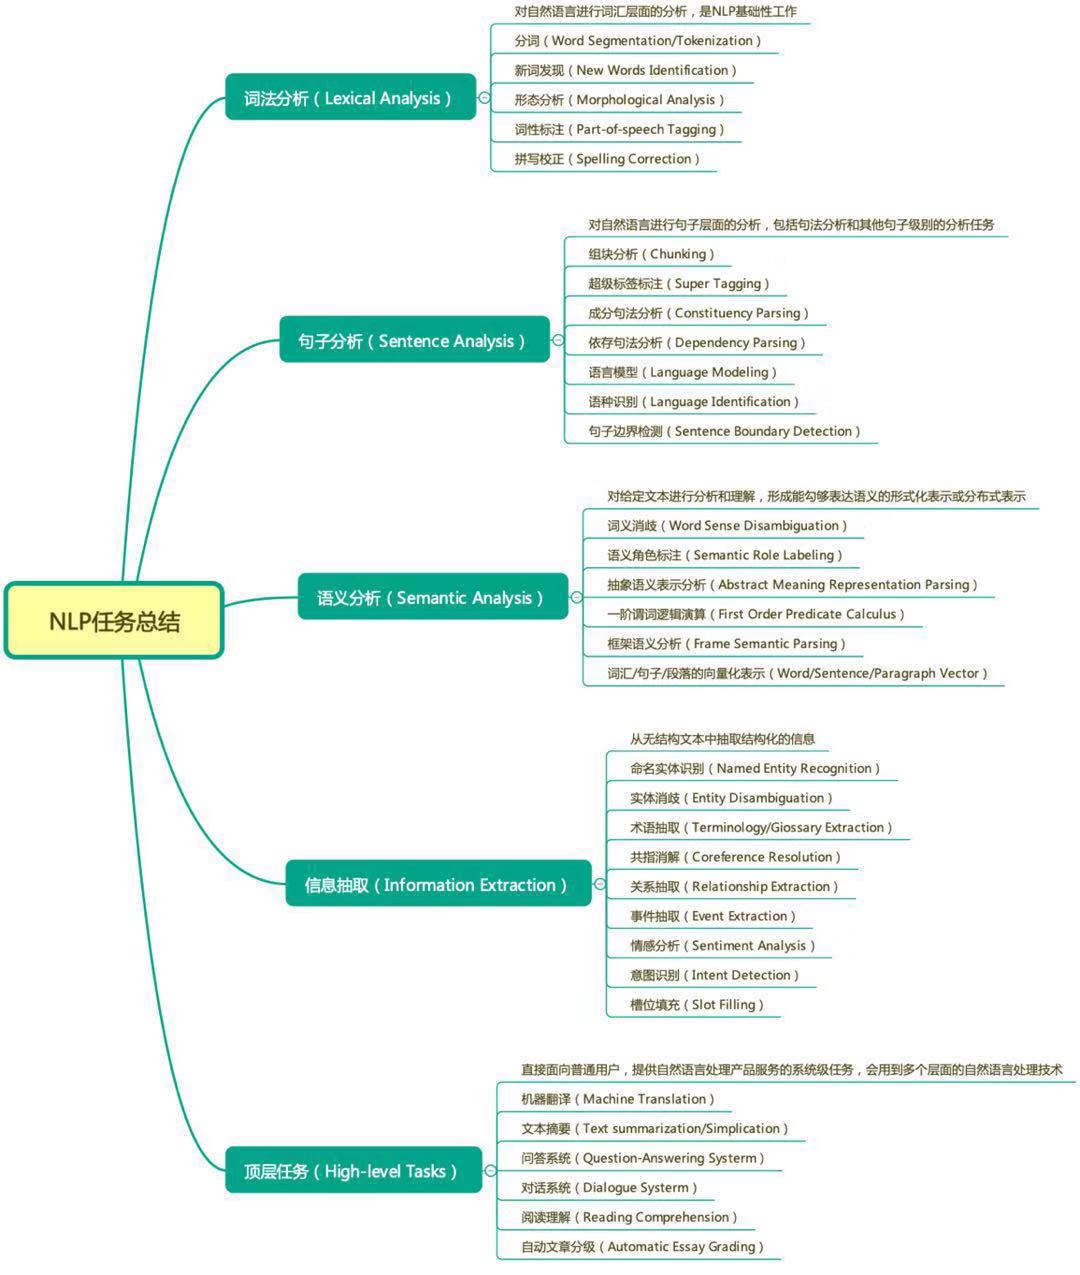 对自然语言进行词汇层面的分析，是NLP基础性工作
分词（Word Segmentation/Tokenization）
新词发现（New Words Identification）
词法分析（Lexical Analysis）
形态分析（Morphological Analysis）
词性标注（Part-of-speech Tagging）
拼写校正（Spelling Correction）
对自然语言进行句子层面的分析，包括句法分析和其他句子级别的分析任务
组块分析（Chunking）
超级标签标注（Super Tagging）
成分句法分析（Constituency Parsing）
句子分析（Sentence Analysis）
依存句法分析（Dependency Parsing）
语言模型（Language Modeling）
语种识别（Language Identification）
句子边界检测（Sentence Boundary Detection）
对给定文本进行分析和理解，形成能勾够表达语义的形式化表示或分布式表示
词义消歧（Word Sense Disambiguation）
语义角色标注（Semantic Role Labeling）
抽象语义表示分析（Abstract Meaning Representation Parsing）
语义分析（Semantic Analysis）
一阶谓词逻辑演算（First Order Predicate Calculus）
NLP任务总结
框架语义分析（Frame Semantic Parsing）
词汇/句子/段落的向量化表示（Word/Sentence/Paragraph Vector）
从无结构文本中抽取结构化的信息
命名实体识别（Named Entity Recognition）
实体消歧（Entity Disambiguation）
术语抽取（Terminology/Giossary Extraction）
共指消解（Coreference Resolution）
信息抽取（Information Extraction）
关系抽取（Relationship Extraction）
事件抽取（Event Extraction）
情感分析（Sentiment Analysis）
意图识别（Intent Detection）
槽位填充（Slot Filling）
直接面向普通用户，提供自然语言处理产品服务的系统级任务，会用到多个层面的自然语言处理技术
机器翻译（Machine Translation）
文本摘要（Text summarization/Simplication）
问答系统（Question-Answering Systerm）
顶层任务（High-level Tasks）
对话系统（Dialogue Systerm）
阅读理解（Reading Comprehension）
自动文章分级（Automatic Essay Grading）